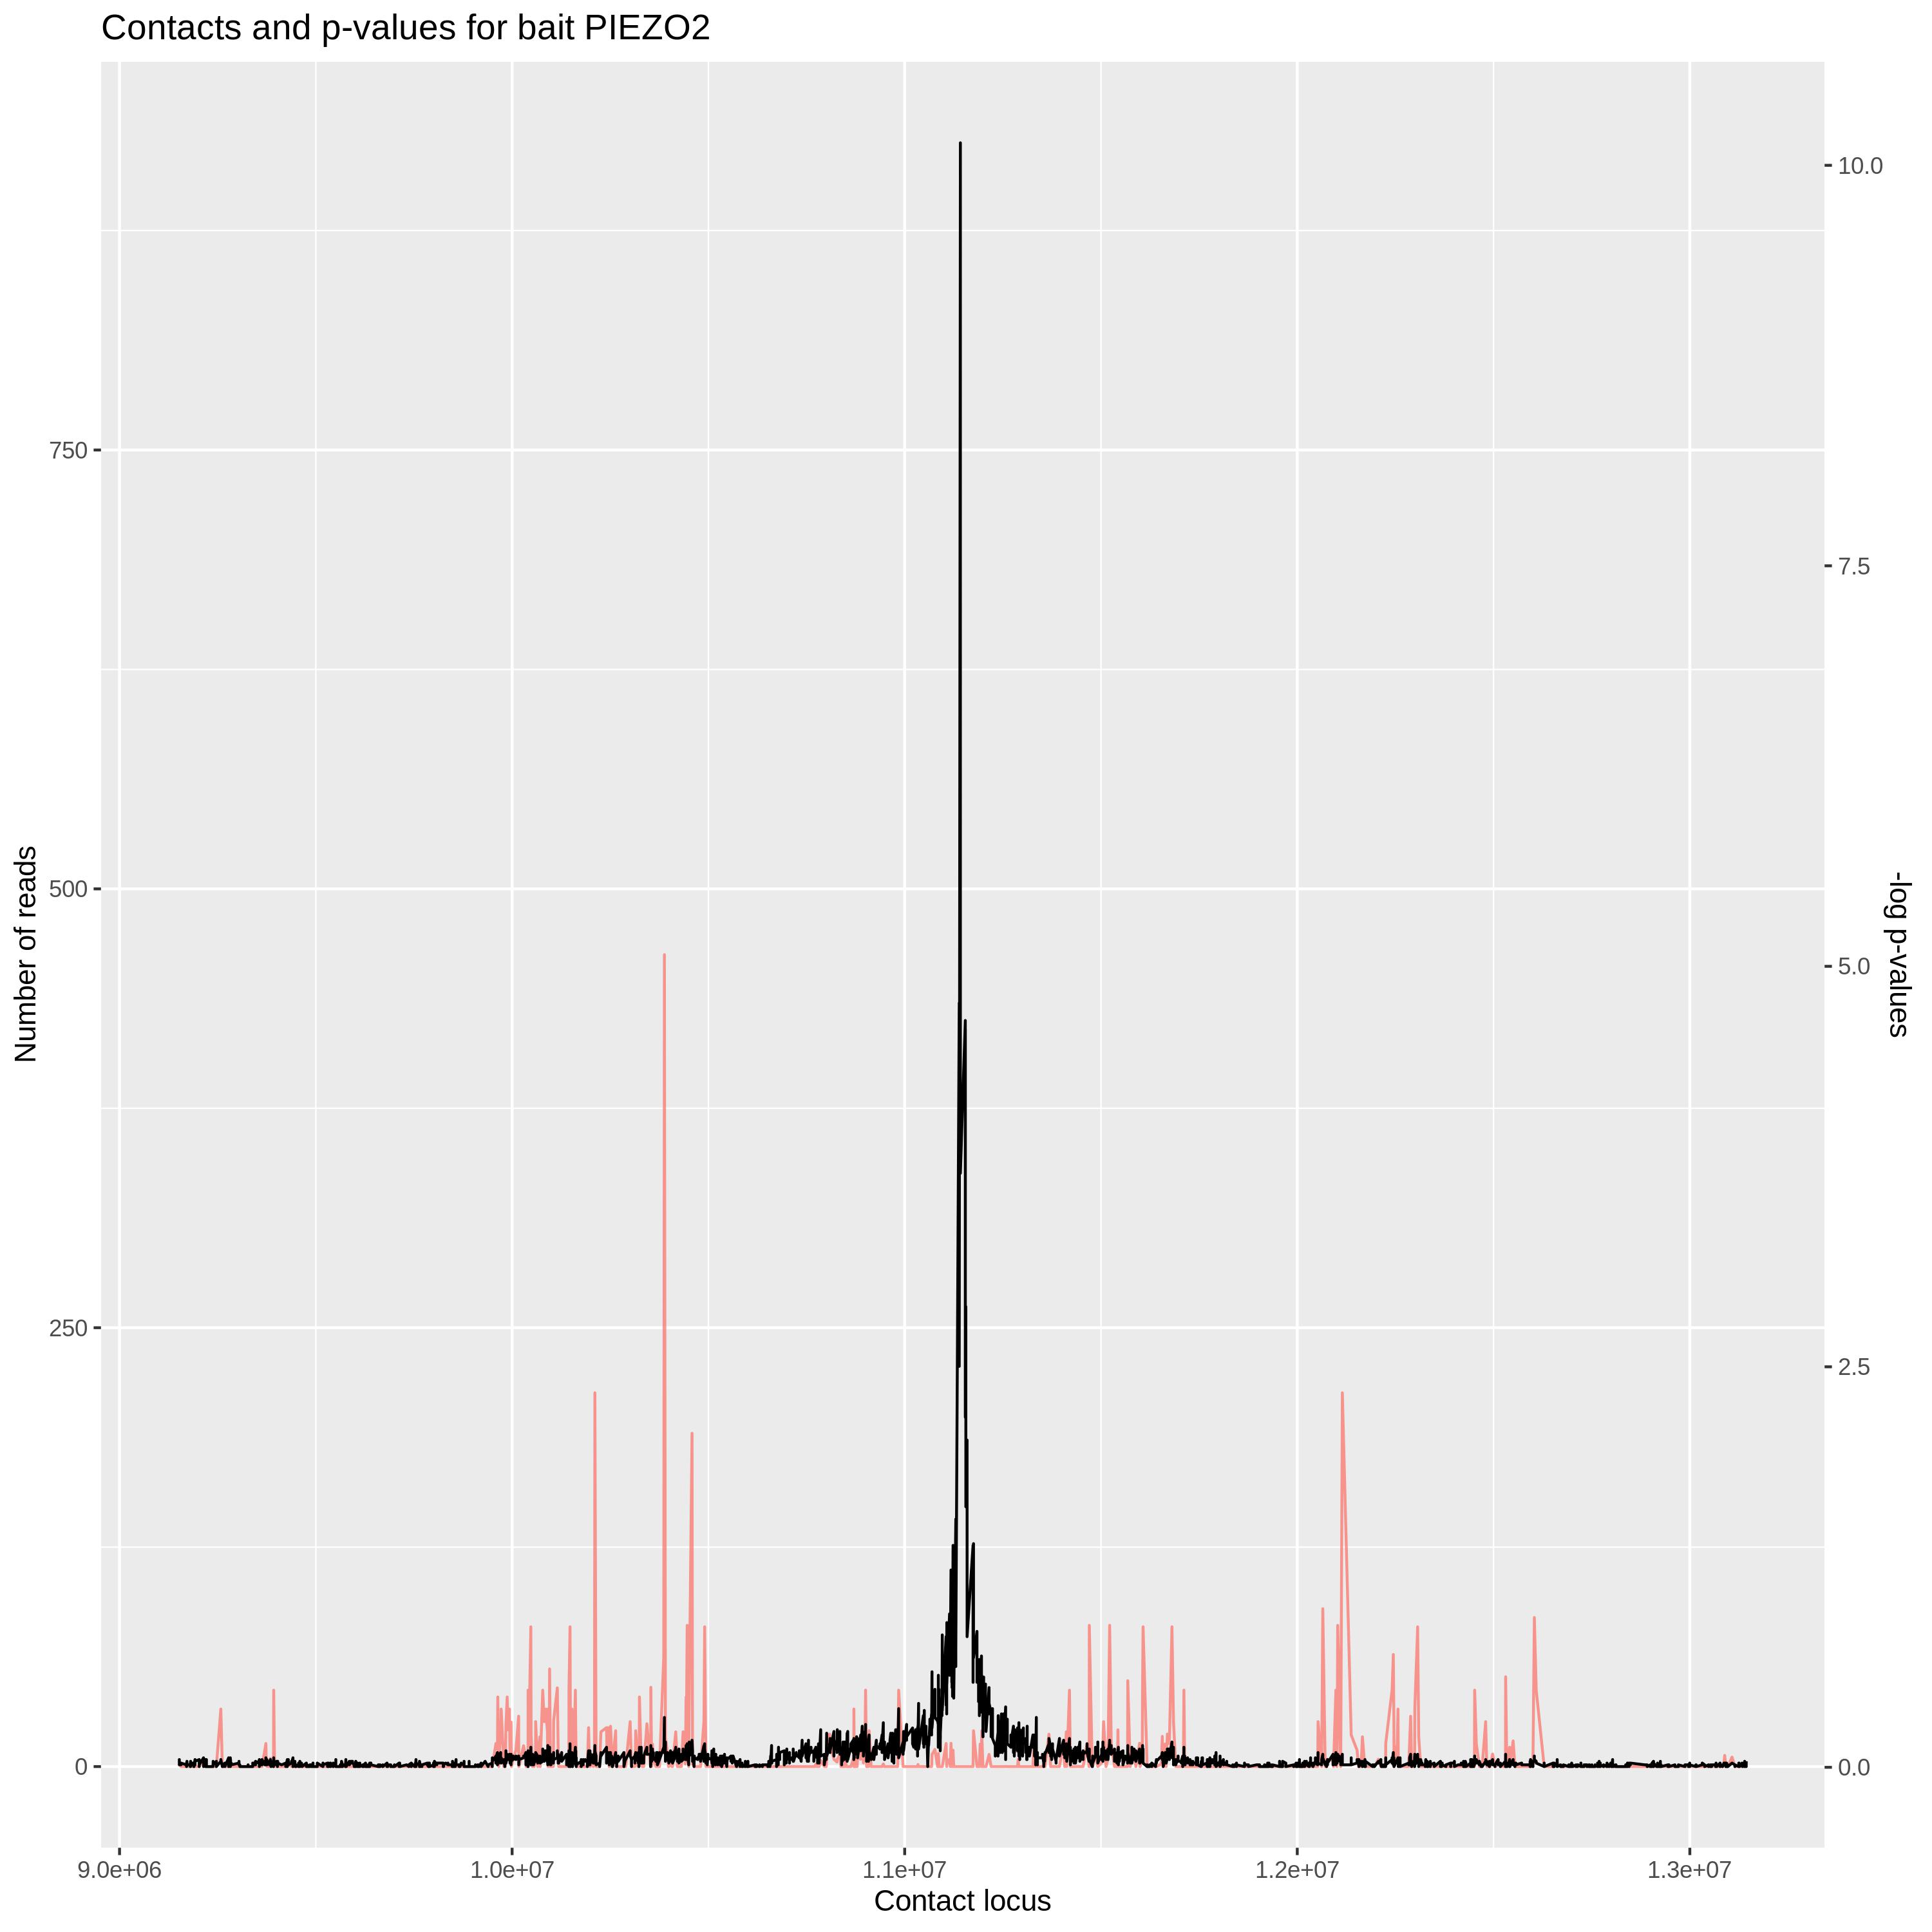 Contacts and p-values for bait PIEZO2
10.0
750
7.5
Number of reads
500
5.0
-log p-values
250
2.5
0
0.0
9.0e+06
1.0e+07
1.1e+07
1.2e+07
1.3e+07
Contact locus